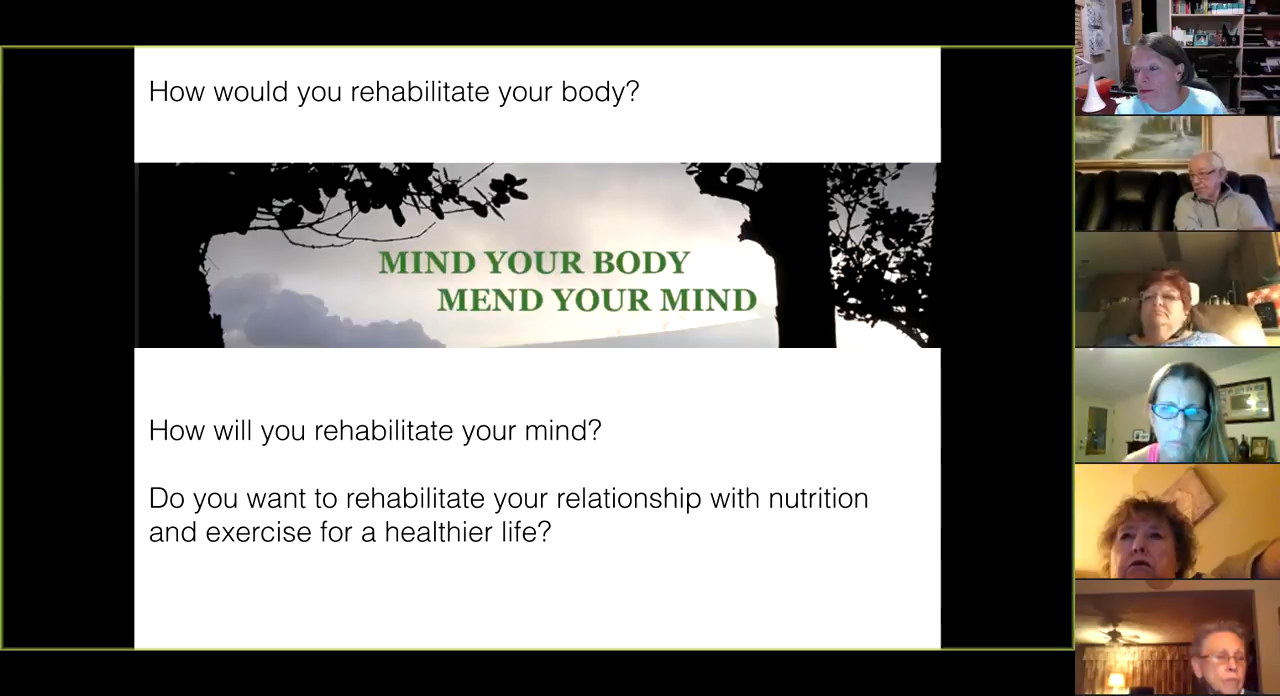 How would you rehabilitate your body?
MIND YOUR BODY
MEND YOUR MIND
How will you rehabilitate your mind?
Do you want to rehabilitate your relationship with nutrition
and exercise for a healthier life?